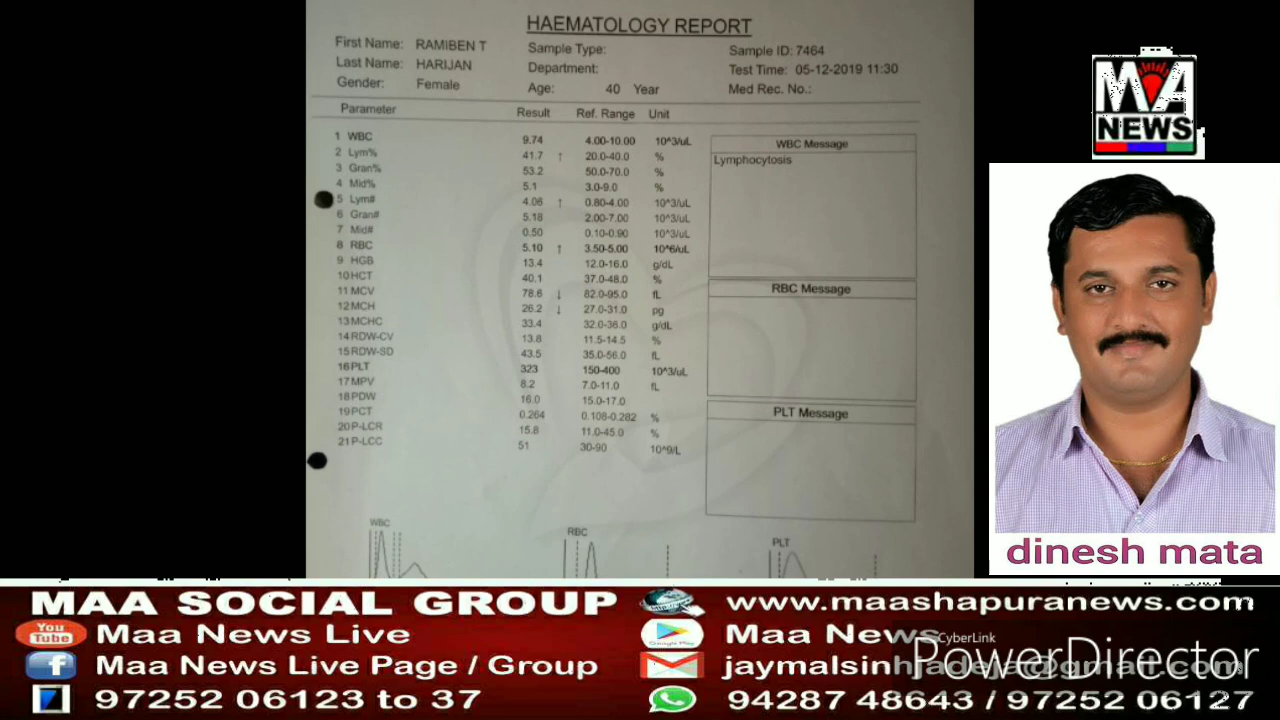 HAEMATOLOGY REPORT
First Name: RAMIBEN T Sample Type: Sample ID: 7464
Last Name: HARIJAN Department: Test Time: 05-12-2019 11:30
Gender: Female Age: 40 Year Med Rec. No.:
Parameter Result Ref. Range Unit
1 WBC 9.74 4.00-10.00 10^3/uL
2 Lym% 41.7 ↑ 20.0-40.0 %
3 Gran% 53.2 50.0-70.0 %
4 Mid% 5.1 3.0-9.0 %
5 Lym# 4.06 ↑ 0.80-4.00 10^3/uL
6 Gran# 5.18 2.00-7.00 10^3/uL
7 Mid# 0.50 0.10-0.90 10^3/uL
8 RBC 5.10 ↑ 3.50-5.00 10^6/uL
9 HGB 13.4 12.0-16.0 g/dL
10 HCT 40.1 37.0-48.0 %
11 MCV 78.6 ↓ 82.0-95.0 fL
12 MCH 26.2 ↓ 27.0-31.0 pg
13 MCHC 33.4 32.0-36.0 g/dL
14 RDW-CV 13.8 11.5-14.5 %
15 RDW-SD 43.5 35.0-56.0 fL
16 PLT 323 150-400 10^3/uL
17 MPV 8.2 7.0-11.0 fL
18 PDW 16.0 15.0-17.0
19 PCT 0.264 0.108-0.282 %
20 P-LCR 15.8 11.0-45.0 %
21 P-LCC 51 30-90 10^9/L
WBC Message
Lymphocytosis
RBC Message
PLT Message
WBC RBC PLT
MAA
NEWS
dinesh mata
MAA SOCIAL GROUP www.maashapuranews.com
You Tube Maa News Live Google Play Maa News
f Maa News Live Page / Group jaymalsinhjadeja@gmail.com
97252 06123 to 37 94287 48643 / 97252 06127
CyberLink
PowerDirector